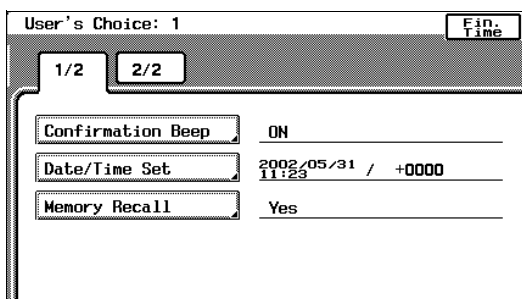 User's Choice: 1
Fin.
Time
1/2
2/2
Confirmation Beep
ON
Date/Time Set
2002/05/31
11:23 / +0000
Memory Recall
Yes